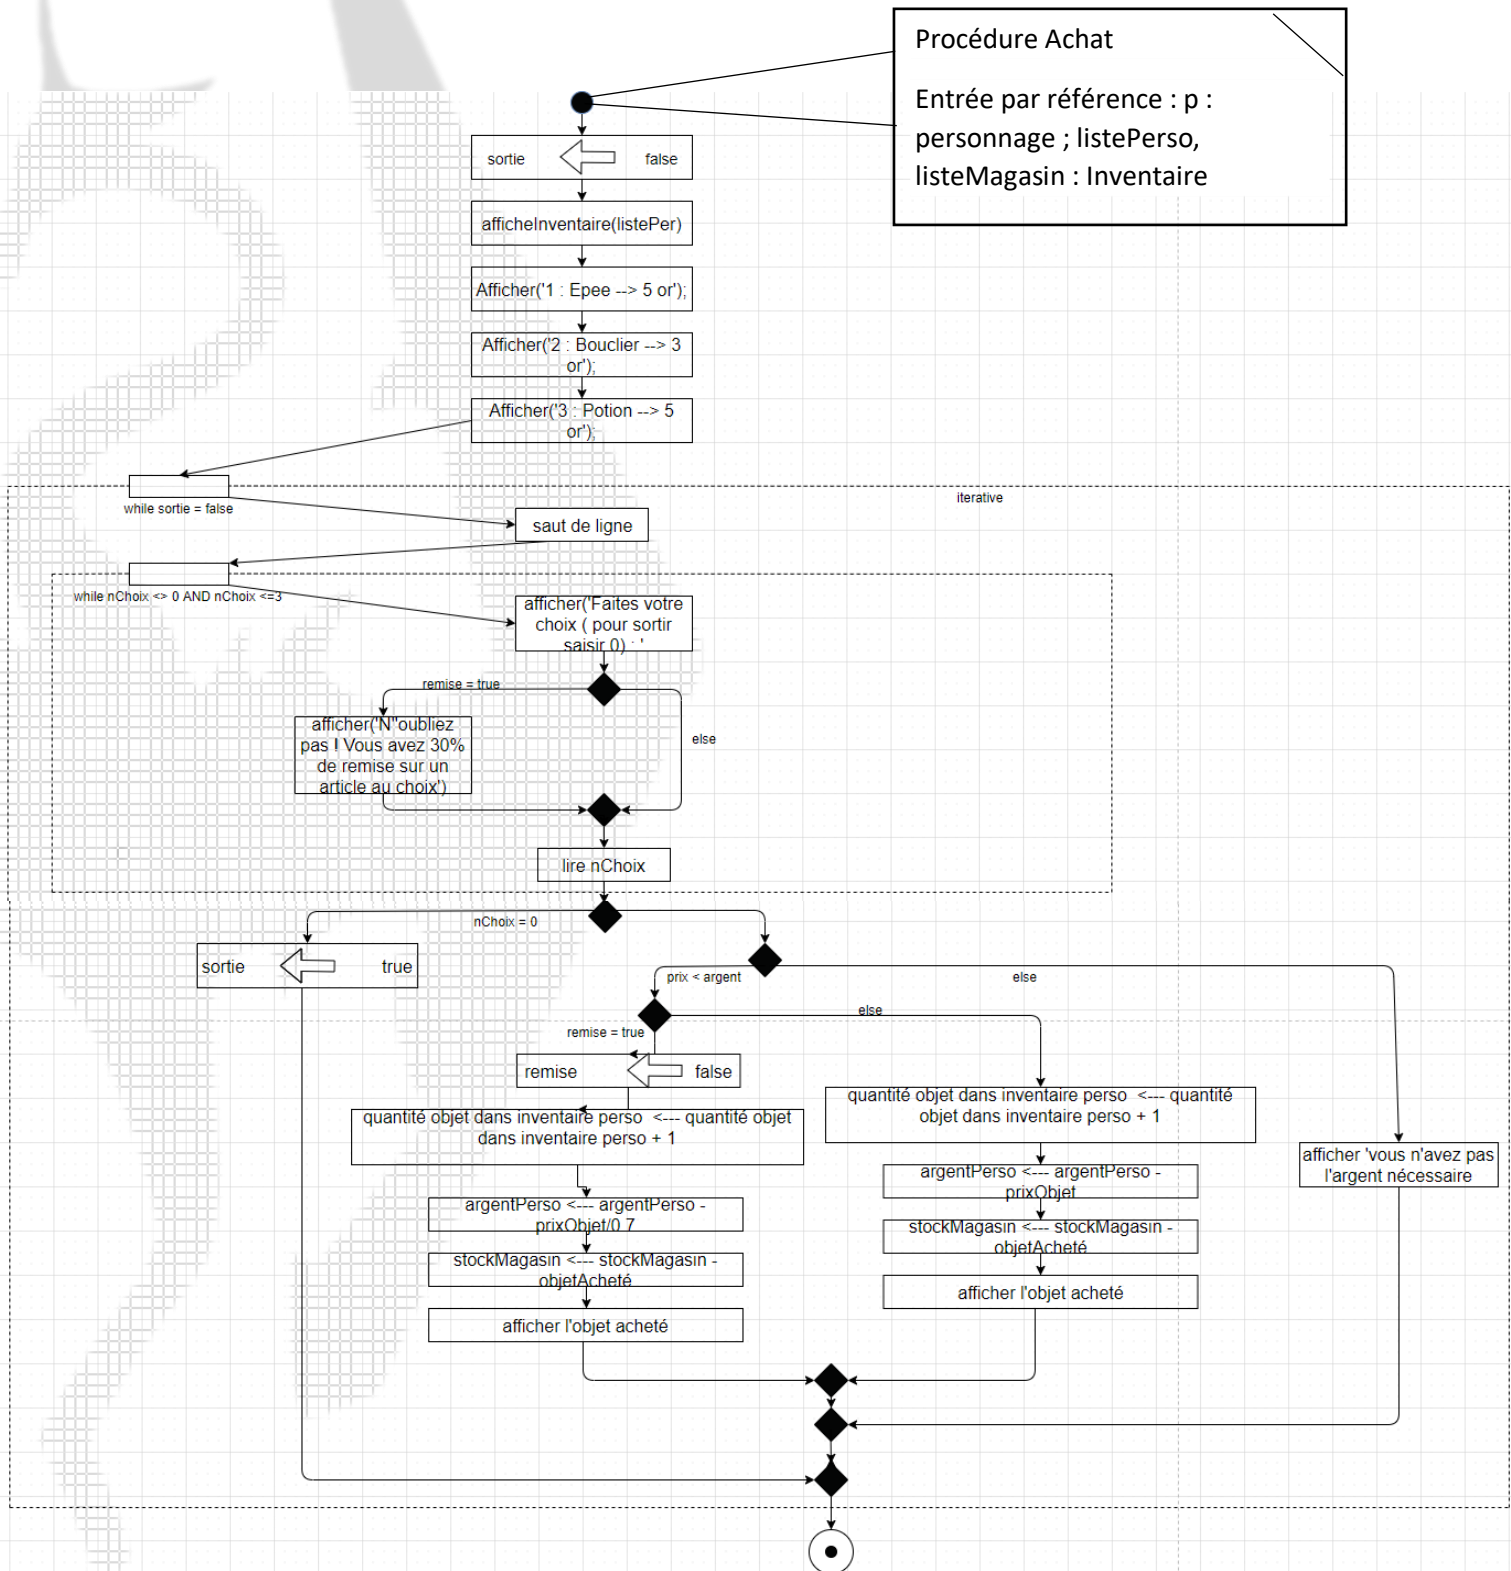 Procédure Achat
Entrée par référence : p :
personnage ; listePerso,
listeMagasin : Inventaire
sortie false
afficheInventaire(listePer)
Afficher('1 : Epee --> 5 or');
Afficher('2 : Bouclier --> 3
or');
Afficher('3 : Potion --> 5
or');
iterative
while sortie = false
saut de ligne
while nChoix <> 0 AND nChoix <=3
afficher('Faites votre
choix ( pour sortir
saisir 0) : '
remise = true
afficher('N''oubliez
pas ! Vous avez 30%
de remise sur un
article au choix')
else
lire nChoix
nChoix = 0
sortie true
prix < argent
else
remise = true
else
remise false
quantité objet dans inventaire perso <--- quantité objet
dans inventaire perso + 1
quantité objet dans inventaire perso <--- quantité
objet dans inventaire perso + 1
afficher 'vous n'avez pas
l'argent nécessaire
argentPerso <--- argentPerso -
prixObjet/0.7
argentPerso <--- argentPerso -
prixObjet
stockMagasin <--- stockMagasin -
objetAcheté
stockMagasin <--- stockMagasin -
objetAcheté
afficher l'objet acheté
afficher l'objet acheté